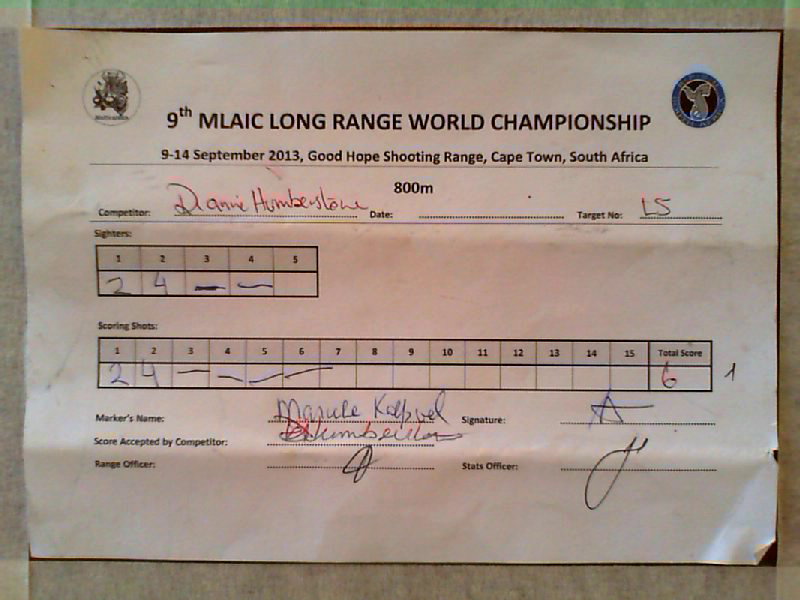 9th MLAIC LONG RANGE WORLD CHAMPIONSHIP
9-14 September 2013, Good Hope Shooting Range, Cape Town, South Africa
800m
Competitor: Dianne Humberstone Date: Target No: L5
Sighters:
1 2 3 4 5
2 4 — —
Scoring Shots:
1 2 3 4 5 6 7 8 9 10 11 12 13 14 15 Total Score
2 4 — — — — 6 1
Marker's Name: Signature:
Score Accepted by Competitor: DHumberstone
Range Officer: Stats Officer: